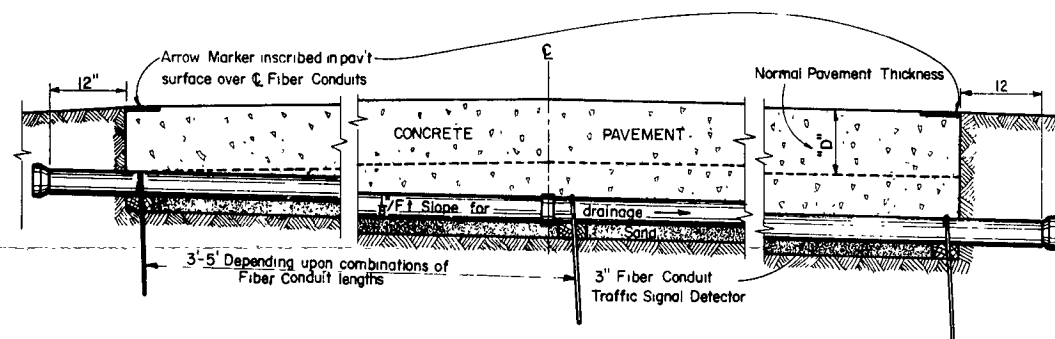 Arrow Marker inscribed in pav't
surface over ℄ Fiber Conduits
℄
Normal Pavement Thickness
12"
12
CONCRETE PAVEMENT
"D"
/Ft Slope for drainage
Sand
3'-5' Depending upon combinations of
Fiber Conduit lengths
3" Fiber Conduit
Traffic Signal Detector